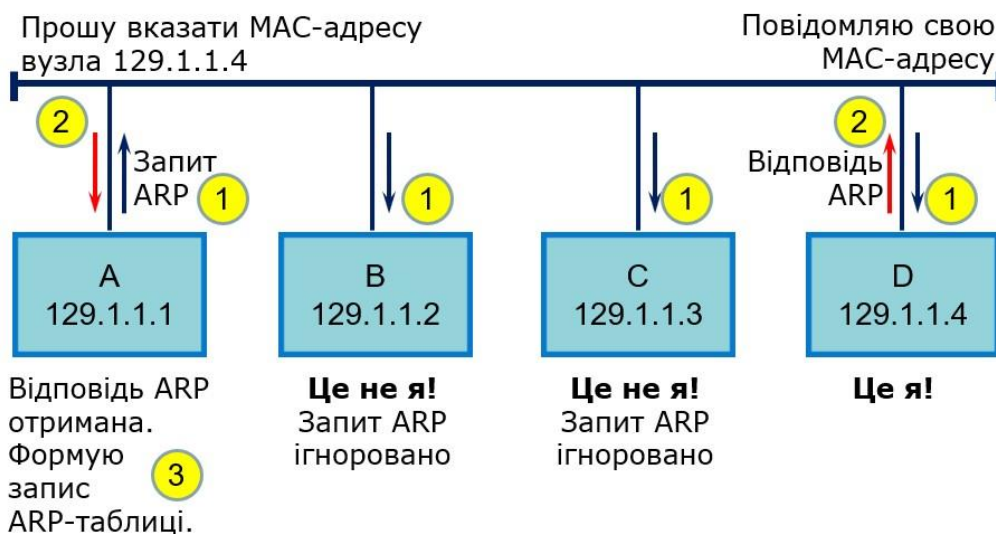 Прошу вказати MAC-адресу
вузла 129.1.1.4
Повідомляю свою
MAC-адресу
2
Запит
ARP
1
1
1
2
Відповідь
ARP
1
A
129.1.1.1
B
129.1.1.2
C
129.1.1.3
D
129.1.1.4
Відповідь ARP
отримана.
Формую
запис
ARP-таблиці.
3
Це не я!
Запит ARP
ігноровано
Це не я!
Запит ARP
ігноровано
Це я!